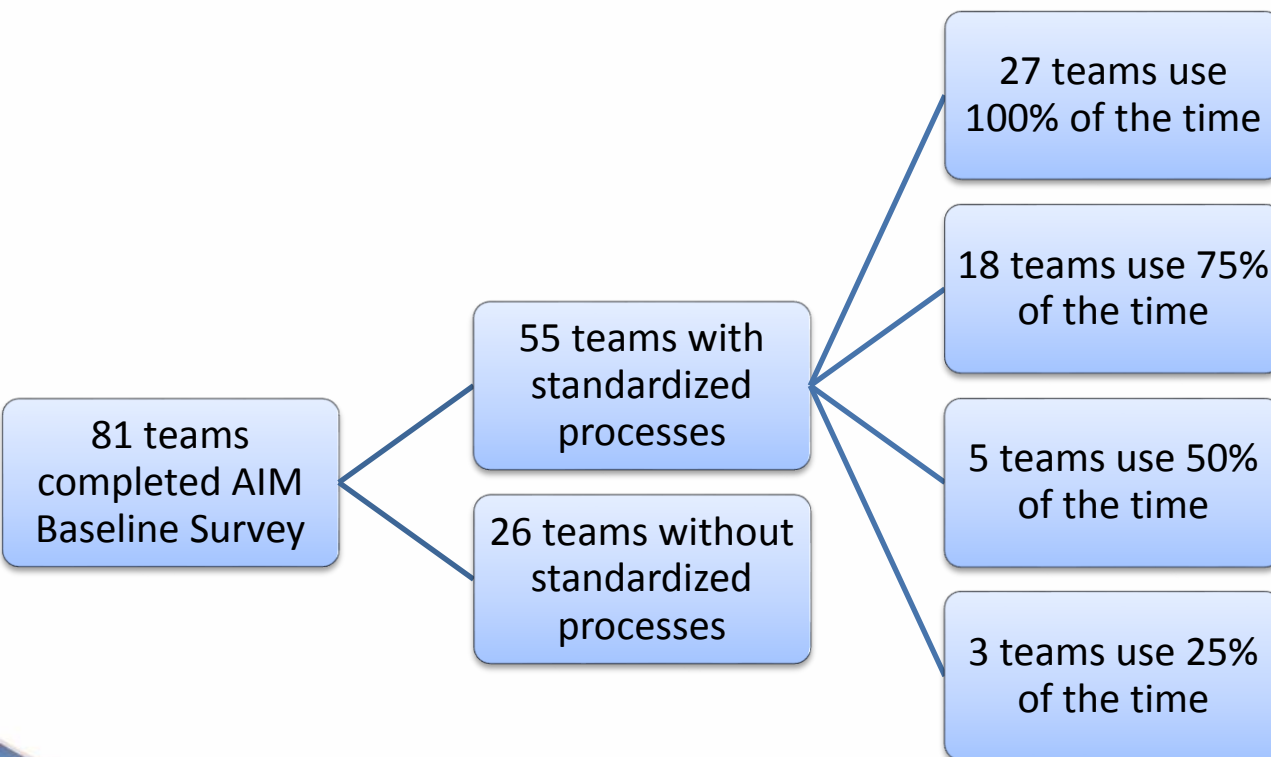 81 teams
completed AIM
Baseline Survey
55 teams with
standardized
processes
26 teams without
standardized
processes
27 teams use
100% of the time
18 teams use 75%
of the time
5 teams use 50%
of the time
3 teams use 25%
of the time